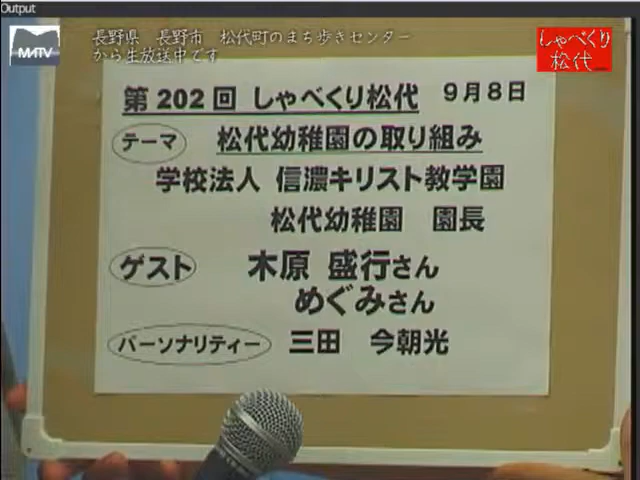 Output
MATV
長野県 長野市 松代町のまち歩きセンター
から生放送中です
しゃべくり
松代
第202回 しゃべくり松代 9月8日
テーマ 松代幼稚園の取り組み
学校法人 信濃キリスト教学園
松代幼稚園 園長
ゲスト 木原 盛行さん
めぐみさん
パーソナリティー 三田 今朝光